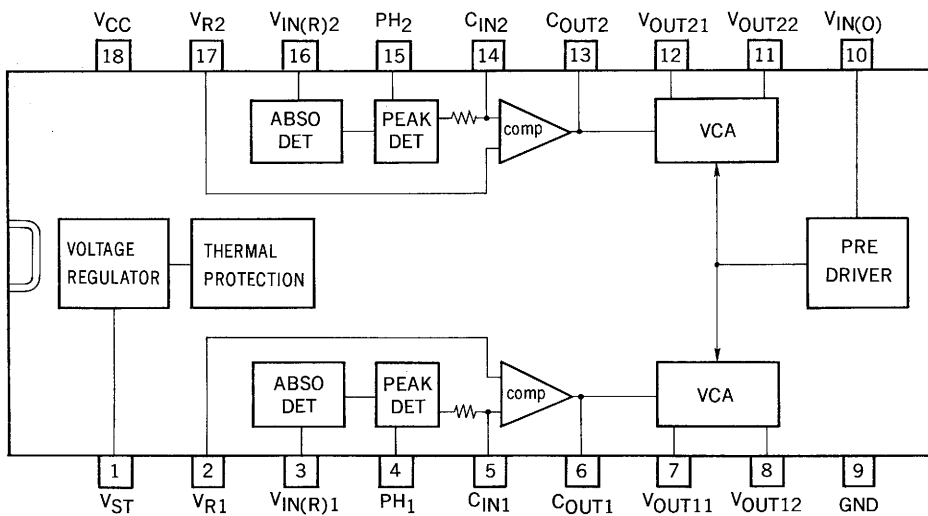 VCC VR2 VIN(R)2 PH2 CIN2 COUT2 VOUT21 VOUT22 VIN(O)
18 17 16 15 14 13 12 11 10
ABSO
DET
PEAK
DET
comp
VCA
VOLTAGE
REGULATOR
THERMAL
PROTECTION
PRE
DRIVER
ABSO
DET
PEAK
DET
comp
VCA
1 2 3 4 5 6 7 8 9
VST VR1 VIN(R)1 PH1 CIN1 COUT1 VOUT11 VOUT12 GND